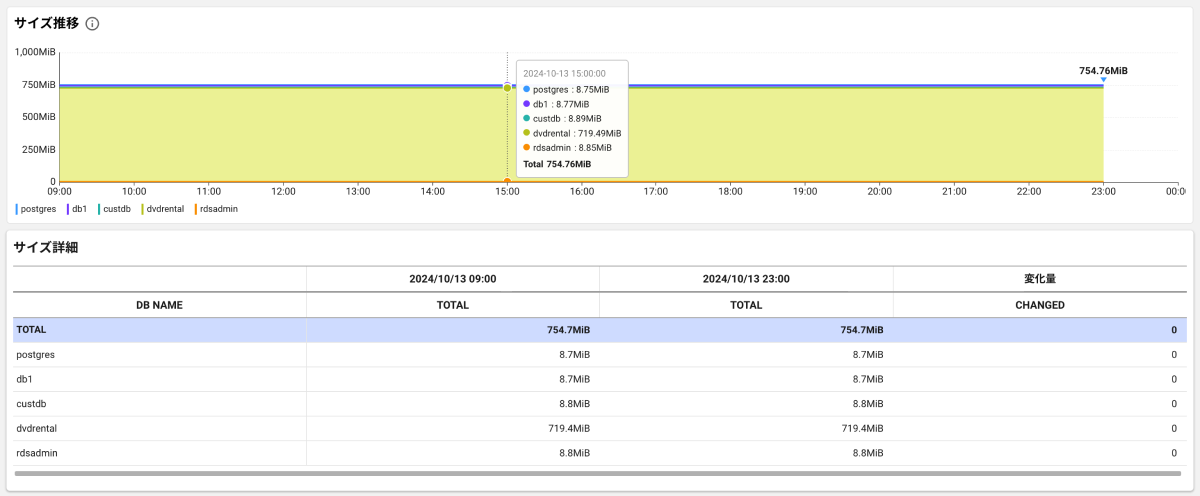 サイズ推移
1,000MiB
750MiB
500MiB
250MiB
0
754.76MiB
2024-10-13 15:00:00
postgres : 8.75MiB
db1 : 8.77MiB
custdb : 8.89MiB
dvdrental : 719.49MiB
rdsadmin : 8.85MiB
Total 754.76MiB
09:00 10:00 11:00 12:00 13:00 14:00 15:00 16:00 17:00 18:00 19:00 20:00 21:00 22:00 23:00 00:0
postgres db1 custdb dvdrental rdsadmin
サイズ詳細
2024/10/13 09:00 2024/10/13 23:00 変化量
DB NAME TOTAL TOTAL CHANGED
TOTAL 754.7MiB 754.7MiB 0
postgres 8.7MiB 8.7MiB 0
db1 8.7MiB 8.7MiB 0
custdb 8.8MiB 8.8MiB 0
dvdrental 719.4MiB 719.4MiB 0
rdsadmin 8.8MiB 8.8MiB 0